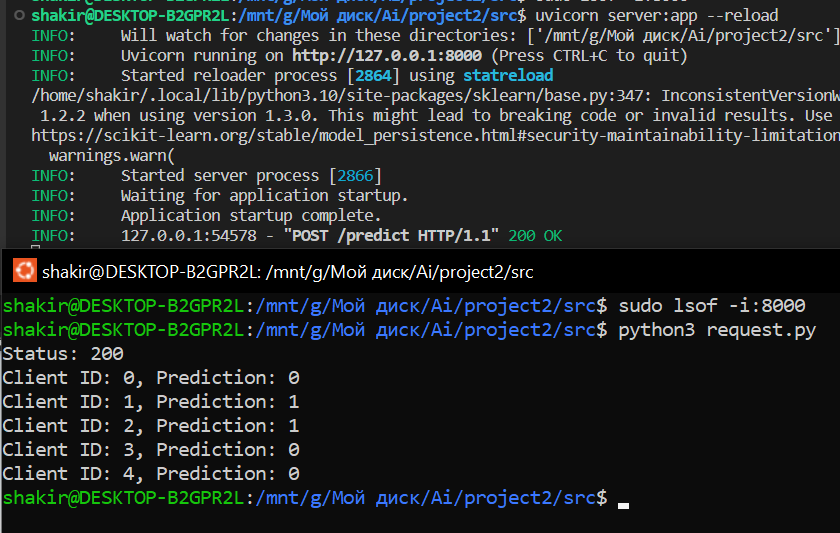 shakir@DESKTOP-B2GPR2L:/mnt/g/Мой диск/Ai/project2/src$ uvicorn server:app --reload
INFO: Will watch for changes in these directories: ['/mnt/g/Мой диск/Ai/project2/src']
INFO: Uvicorn running on http://127.0.0.1:8000 (Press CTRL+C to quit)
INFO: Started reloader process [2864] using statreload
/home/shakir/.local/lib/python3.10/site-packages/sklearn/base.py:347: InconsistentVersionW
1.2.2 when using version 1.3.0. This might lead to breaking code or invalid results. Use
https://scikit-learn.org/stable/model_persistence.html#security-maintainability-limitation
warnings.warn(
INFO: Started server process [2866]
INFO: Waiting for application startup.
INFO: Application startup complete.
INFO: 127.0.0.1:54578 - "POST /predict HTTP/1.1" 200 OK
shakir@DESKTOP-B2GPR2L: /mnt/g/Мой диск/Ai/project2/src
shakir@DESKTOP-B2GPR2L:/mnt/g/Мой диск/Ai/project2/src$ sudo lsof -i:8000
shakir@DESKTOP-B2GPR2L:/mnt/g/Мой диск/Ai/project2/src$ python3 request.py
Status: 200
Client ID: 0, Prediction: 0
Client ID: 1, Prediction: 1
Client ID: 2, Prediction: 1
Client ID: 3, Prediction: 0
Client ID: 4, Prediction: 0
shakir@DESKTOP-B2GPR2L:/mnt/g/Мой диск/Ai/project2/src$